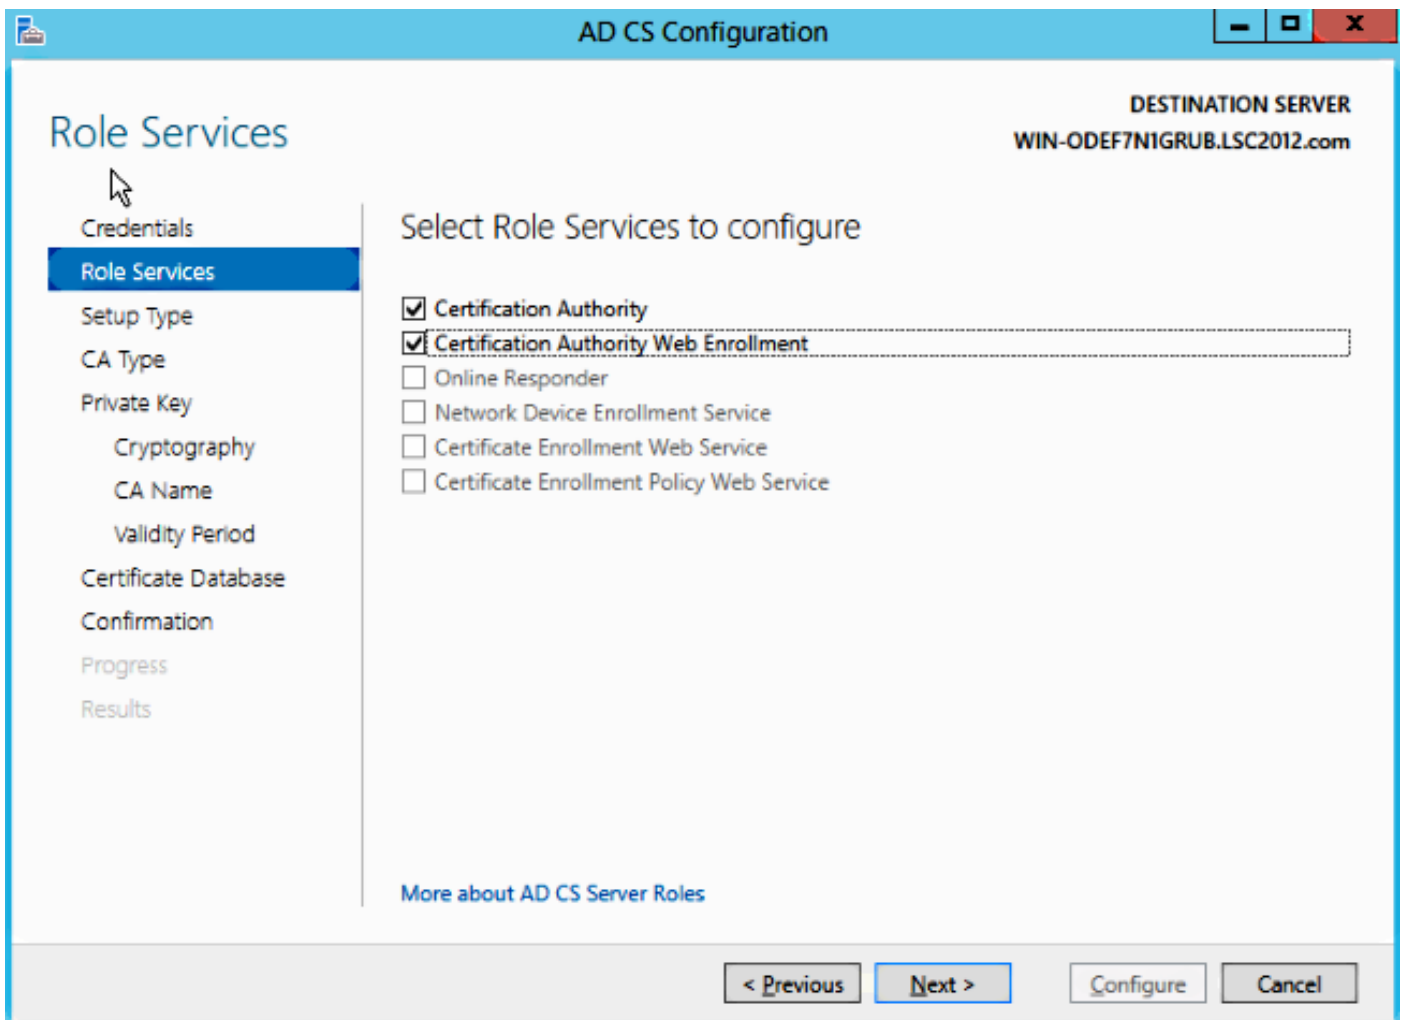 AD CS Configuration
DESTINATION SERVER
WIN-ODEF7N1GRUB.LSC2012.com
Role Services
Credentials
Role Services
Setup Type
CA Type
Private Key
Cryptography
CA Name
Validity Period
Certificate Database
Confirmation
Progress
Results
Select Role Services to configure
Certification Authority
Certification Authority Web Enrollment
Online Responder
Network Device Enrollment Service
Certificate Enrollment Web Service
Certificate Enrollment Policy Web Service
More about AD CS Server Roles
< Previous
Next >
Configure
Cancel